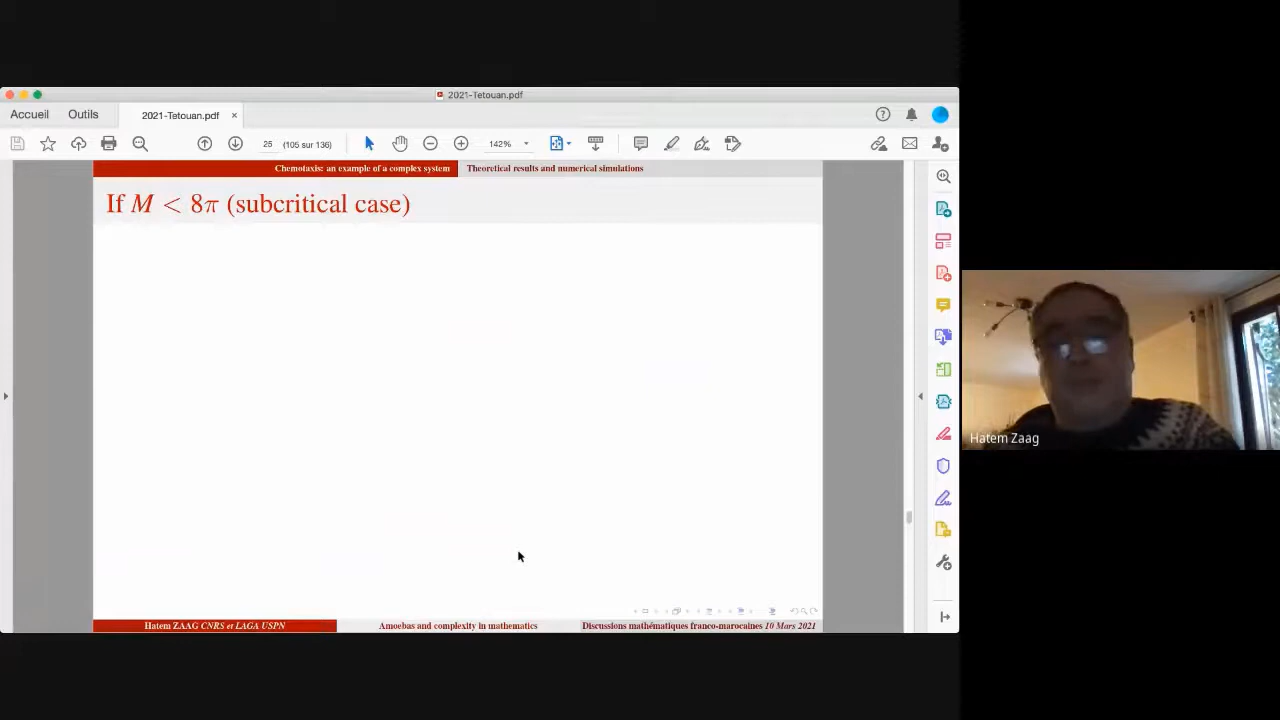 2021-Tetouan.pdf
Accueil
Outils
2021-Tetouan.pdf ×
25 (105 sur 136) 142%
Chemotaxis: an example of a complex system
Theoretical results and numerical simulations
If M < 8π (subcritical case)
Hatem Zaag
Hatem ZAAG CNRS et LAGA USPN
Amoebas and complexity in mathematics
Discussions mathématiques franco-marocaines 10 Mars 2021